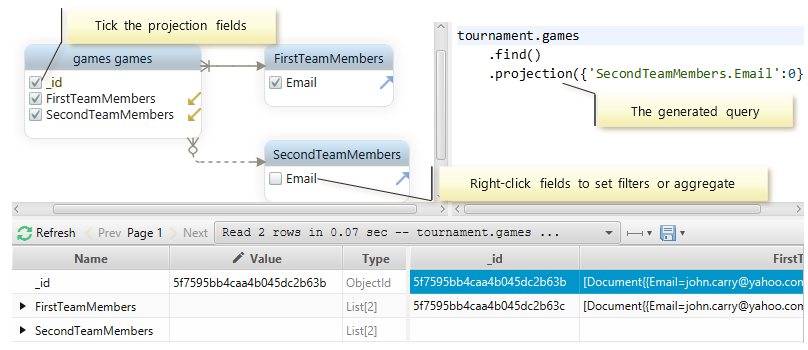 Tick the projection fields
games games
_id
FirstTeamMembers
SecondTeamMembers
FirstTeamMembers
Email
SecondTeamMembers
Email
tournament.games
.find()
.projection({'SecondTeamMembers.Email':0}
The generated query
Right-click fields to set filters or aggregate
Refresh Prev Page 1 Next Read 2 rows in 0.07 sec -- tournament.games ...
Name Value Type _id FirstT
_id 5f7595bb4caa4b045dc2b63b ObjectId 5f7595bb4caa4b045dc2b63b [Document{{Email=john.carry@yahoo.com
FirstTeamMembers List[2] 5f7595bb4caa4b045dc2b63c [Document{{Email=john.carry@yahoo.com
SecondTeamMembers List[2]